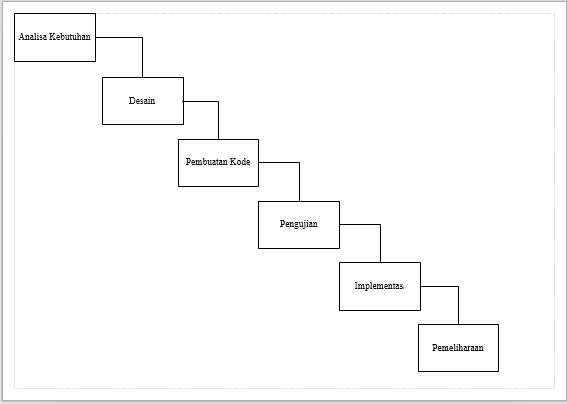 Analisa Kebutuhan
Desain
Pembuatan Kode
Pengujian
Implementas
Pemeliharaan